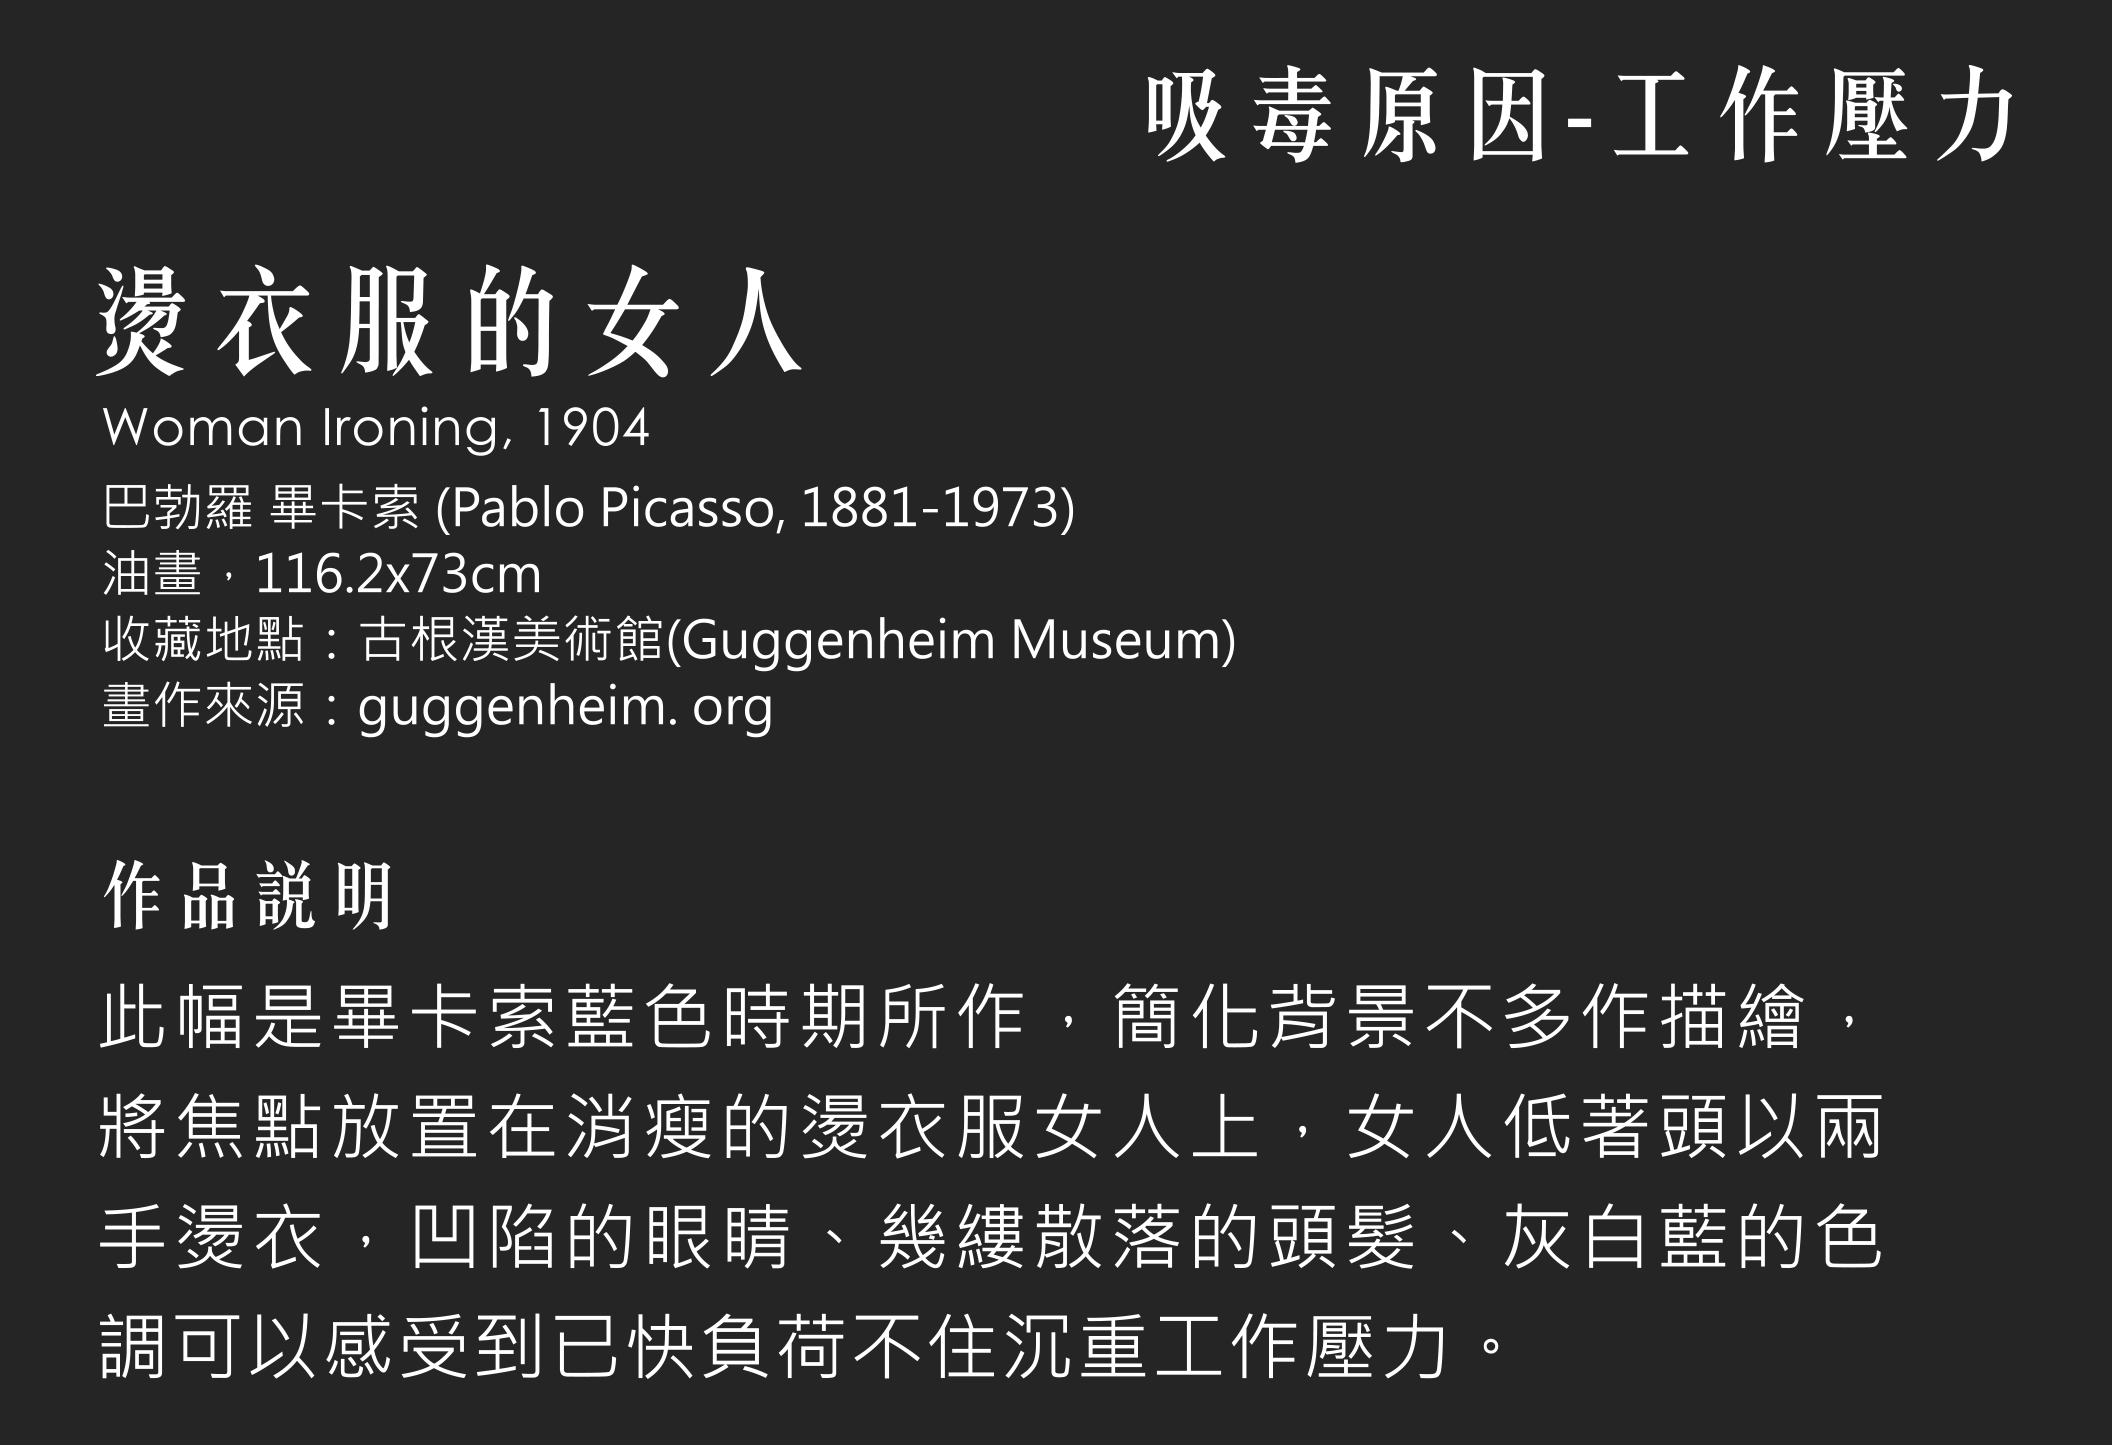 吸毒原因-工作壓力
燙衣服的女人
Woman Ironing, 1904
巴勃羅 畢卡索 (Pablo Picasso, 1881-1973)
油畫，116.2x73cm
收藏地點：古根漢美術館(Guggenheim Museum)
畫作來源：guggenheim. org
作品説明
此幅是畢卡索藍色時期所作，簡化背景不多作描繪，
將焦點放置在消瘦的燙衣服女人上，女人低著頭以兩
手燙衣，凹陷的眼睛、幾縷散落的頭髮、灰白藍的色
調可以感受到已快負荷不住沉重工作壓力。